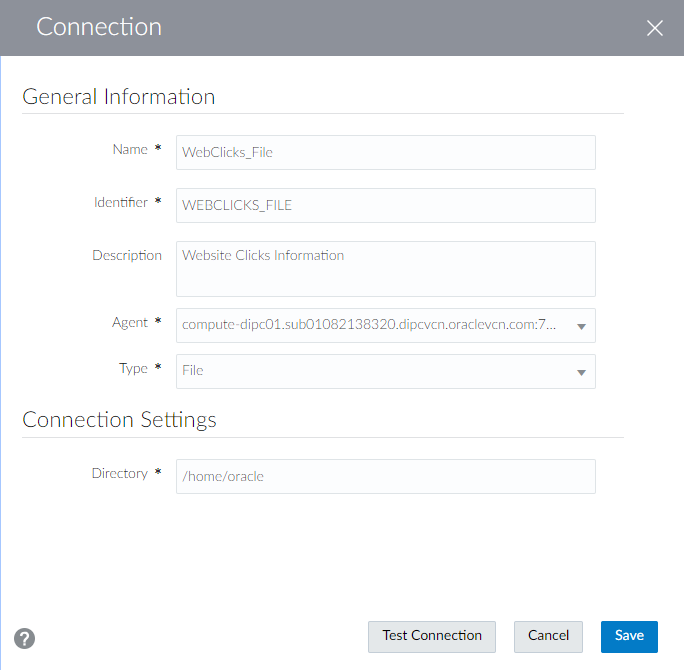 Connection
General Information
Name *
WebClicks_File
Identifier *
WEBCLICKS_FILE
Description
Website Clicks Information
Agent *
compute-dipc01.sub01082138320.dipcvcn.oraclevcn.com:7...
Type *
File
Connection Settings
Directory *
/home/oracle
?
Test Connection
Cancel
Save